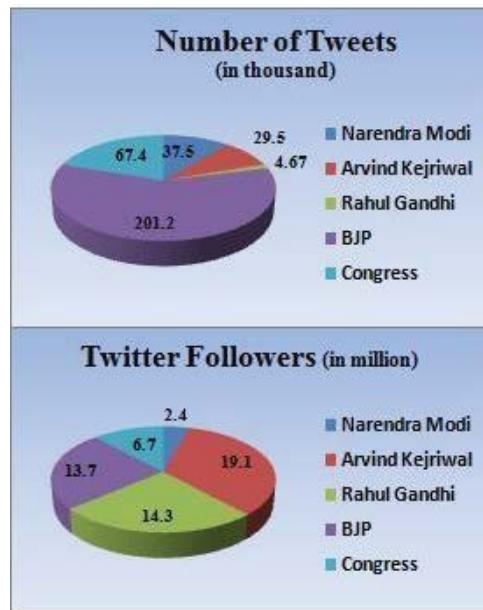 Number of Tweets
(in thousand)
67.4
37.5
29.5
4.67
201.2
Narendra Modi
Arvind Kejriwal
Rahul Gandhi
BJP
Congress
Twitter Followers (in million)
2.4
6.7
19.1
13.7
14.3
Narendra Modi
Arvind Kejriwal
Rahul Gandhi
BJP
Congress